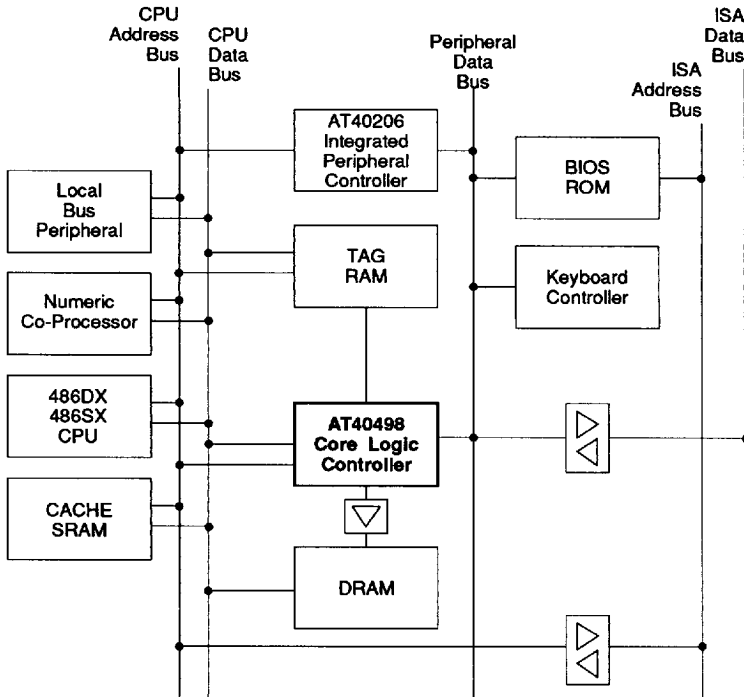 CPU
Address
Bus
CPU
Data
Bus
Peripheral
Data
Bus
ISA
Address
Bus
ISA
Data
Bus
AT40206
Integrated
Peripheral
Controller
BIOS
ROM
Local
Bus
Peripheral
TAG
RAM
Keyboard
Controller
Numeric
Co-Processor
486DX
486SX
CPU
AT40498
Core Logic
Controller
CACHE
SRAM
DRAM